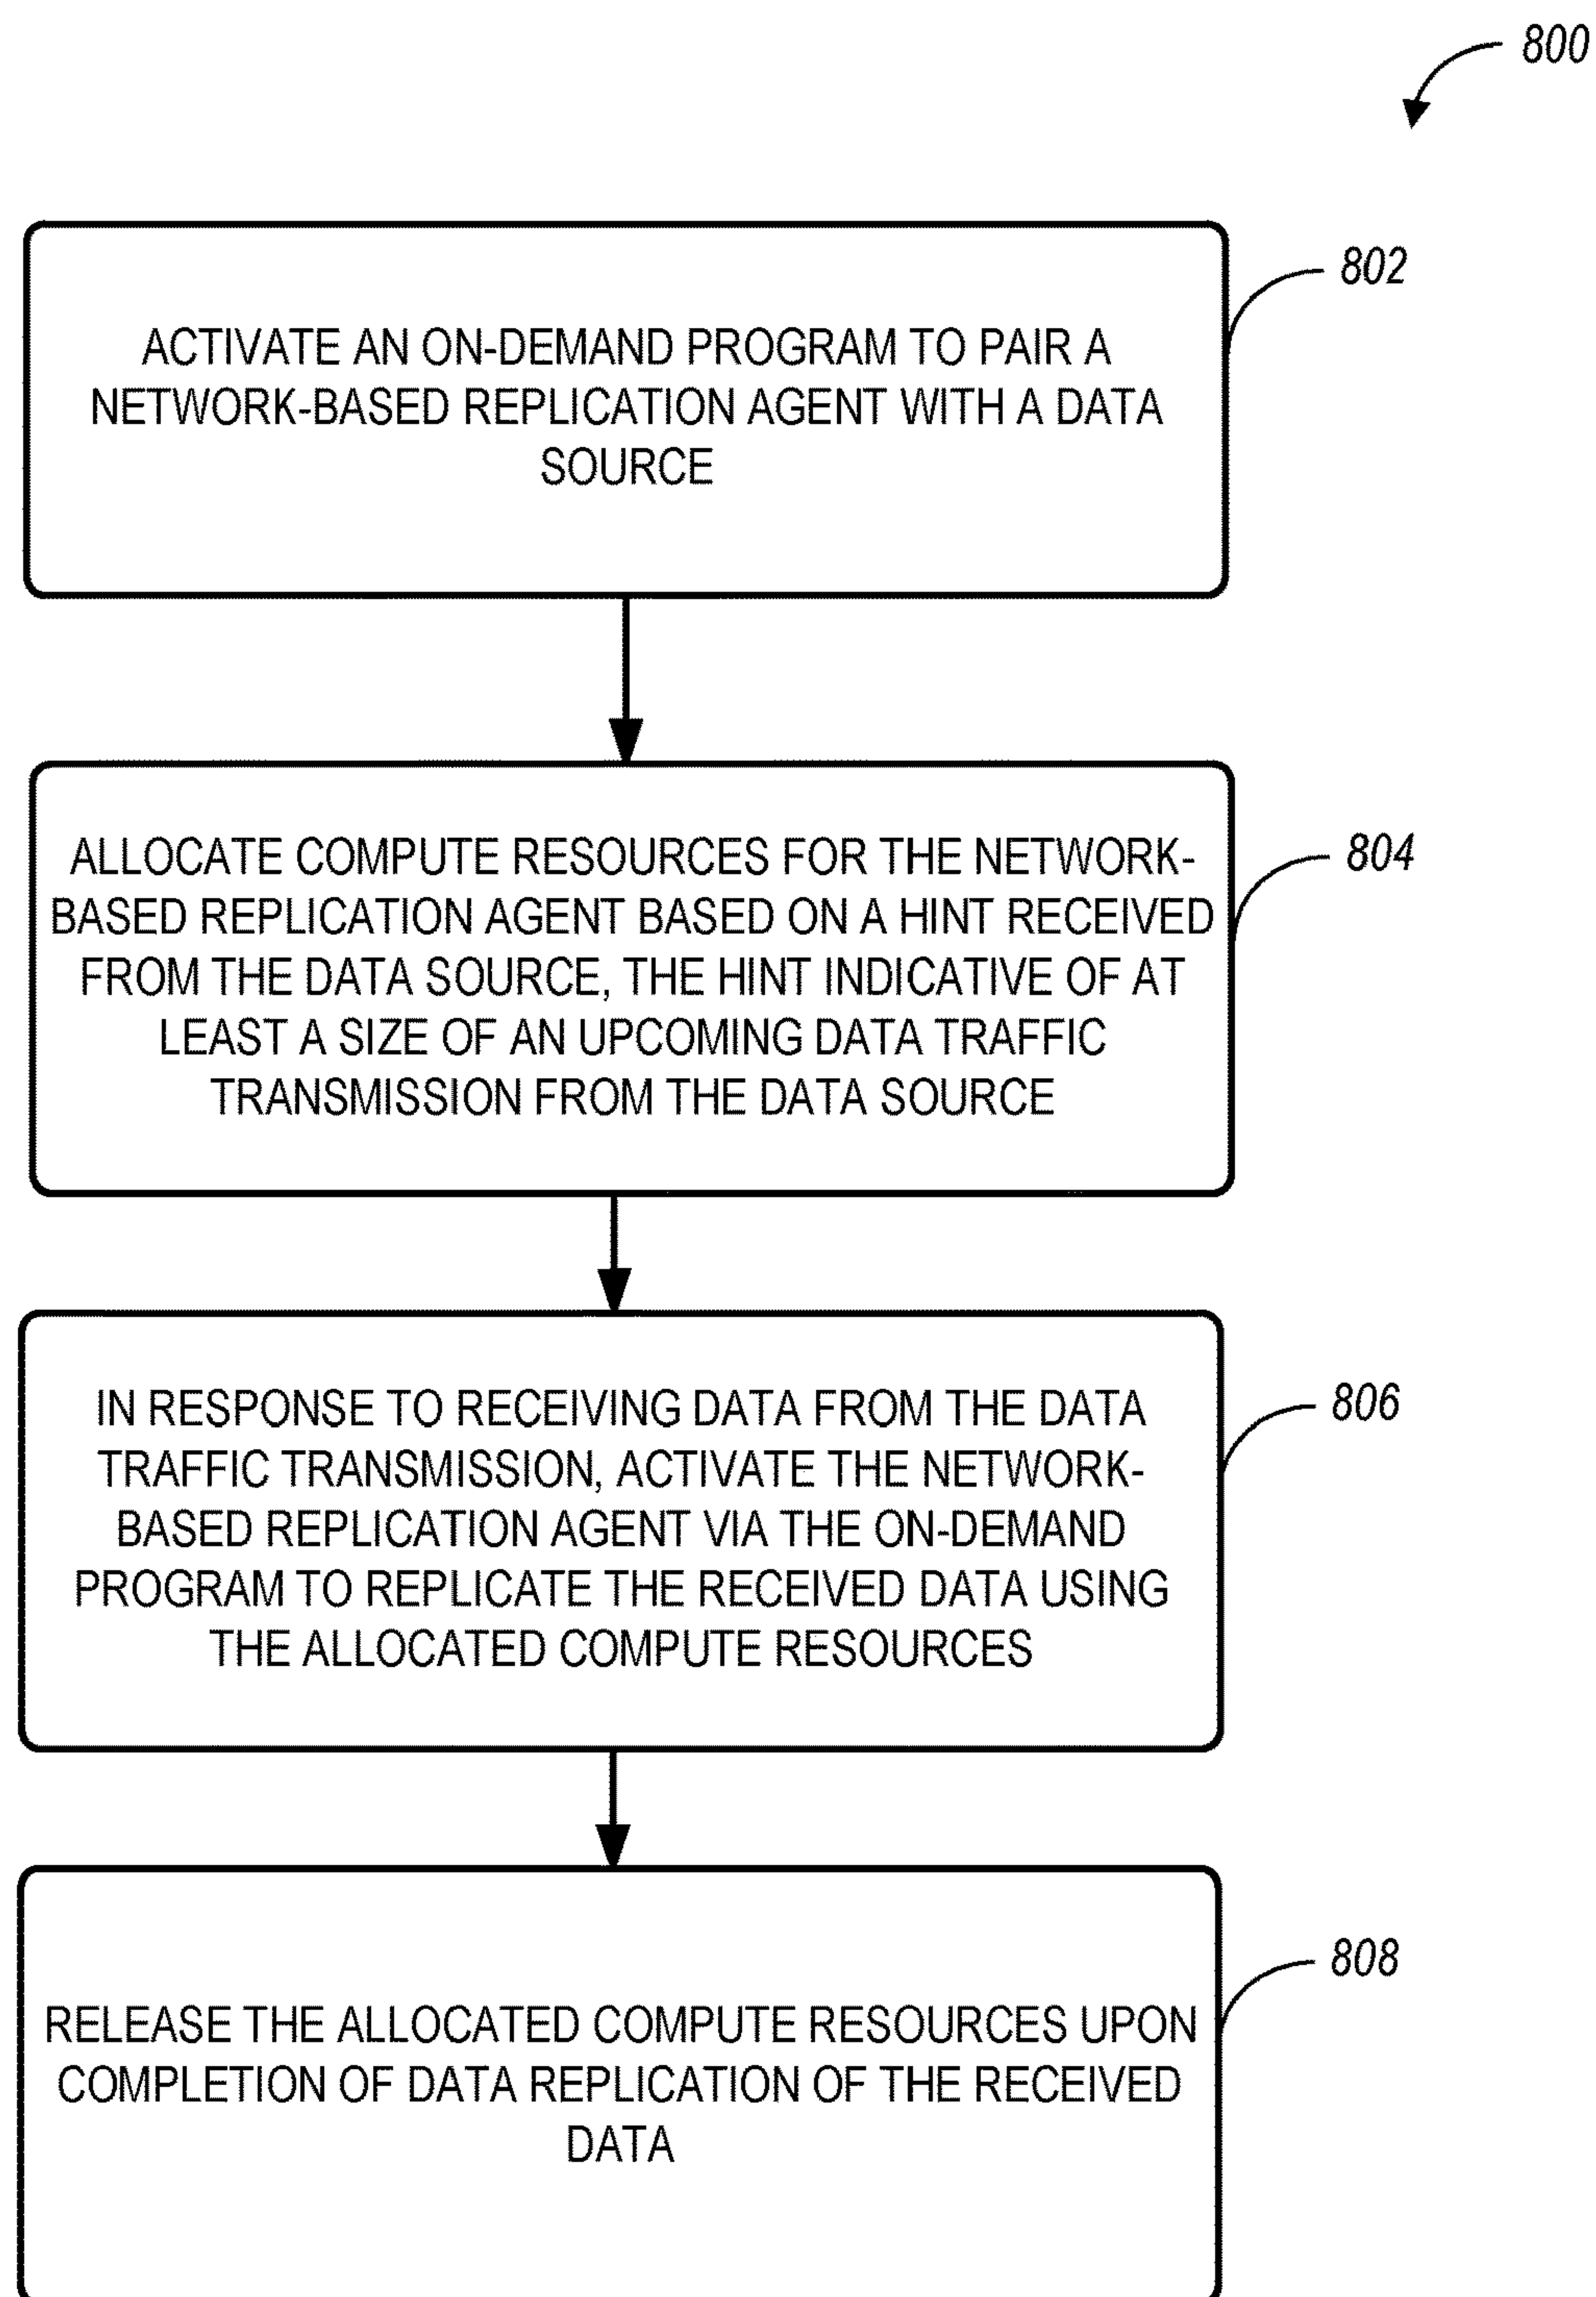 800
802
ACTIVATE AN ON-DEMAND PROGRAM TO PAIR A
NETWORK-BASED REPLICATION AGENT WITH A DATA
SOURCE
804
ALLOCATE COMPUTE RESOURCES FOR THE NETWORK-
BASED REPLICATION AGENT BASED ON A HINT RECEIVED
FROM THE DATA SOURCE, THE HINT INDICATIVE OF AT
LEAST A SIZE OF AN UPCOMING DATA TRAFFIC
TRANSMISSION FROM THE DATA SOURCE
806
IN RESPONSE TO RECEIVING DATA FROM THE DATA
TRAFFIC TRANSMISSION, ACTIVATE THE NETWORK-
BASED REPLICATION AGENT VIA THE ON-DEMAND
PROGRAM TO REPLICATE THE RECEIVED DATA USING
THE ALLOCATED COMPUTE RESOURCES
808
RELEASE THE ALLOCATED COMPUTE RESOURCES UPON
COMPLETION OF DATA REPLICATION OF THE RECEIVED
DATA